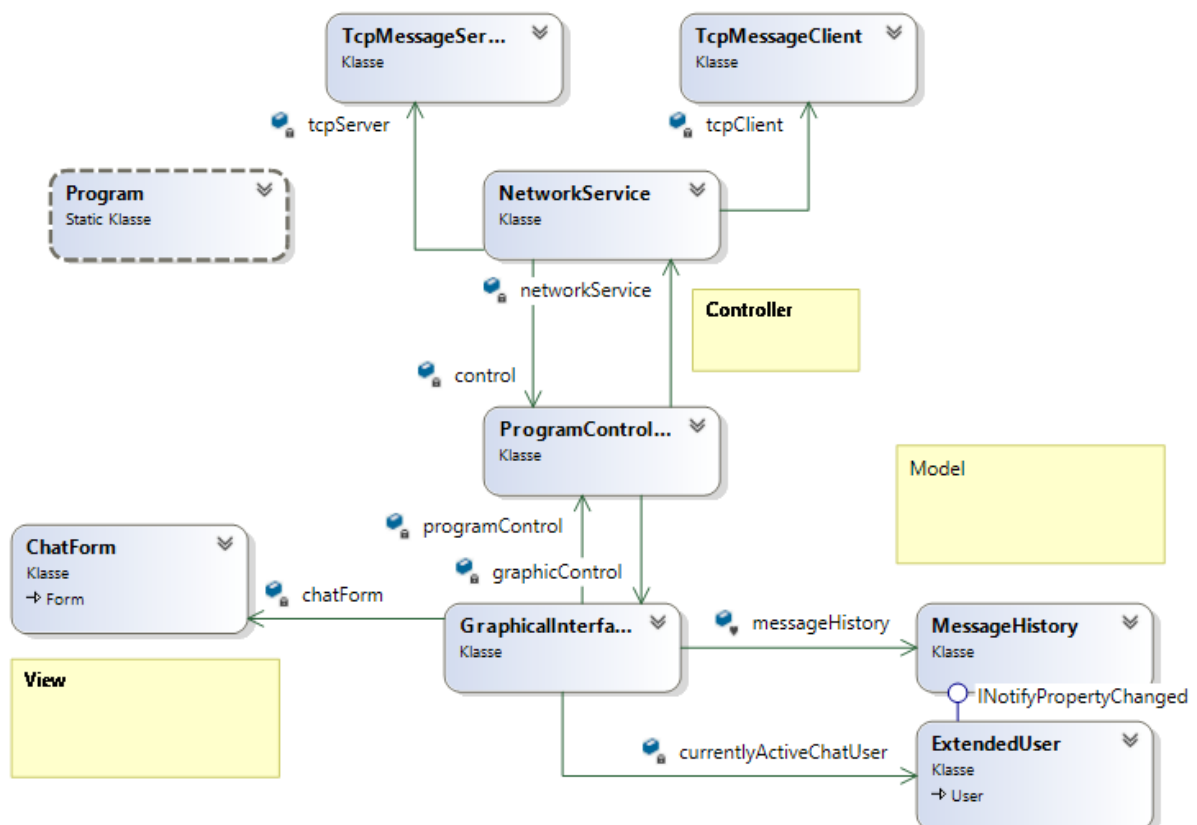 TcpMessageSer...
Klasse
TcpMessageClient
Klasse
tcpServer
tcpClient
Program
Static Klasse
NetworkService
Klasse
networkService
Controller
control
ProgramControl...
Klasse
Model
programControl
ChatForm
Klasse
Form
graphicControl
chatForm
GraphicalInterfa...
Klasse
messageHistory
MessageHistory
Klasse
View
INotifyPropertyChanged
currentlyActiveChatUser
ExtendedUser
Klasse
User